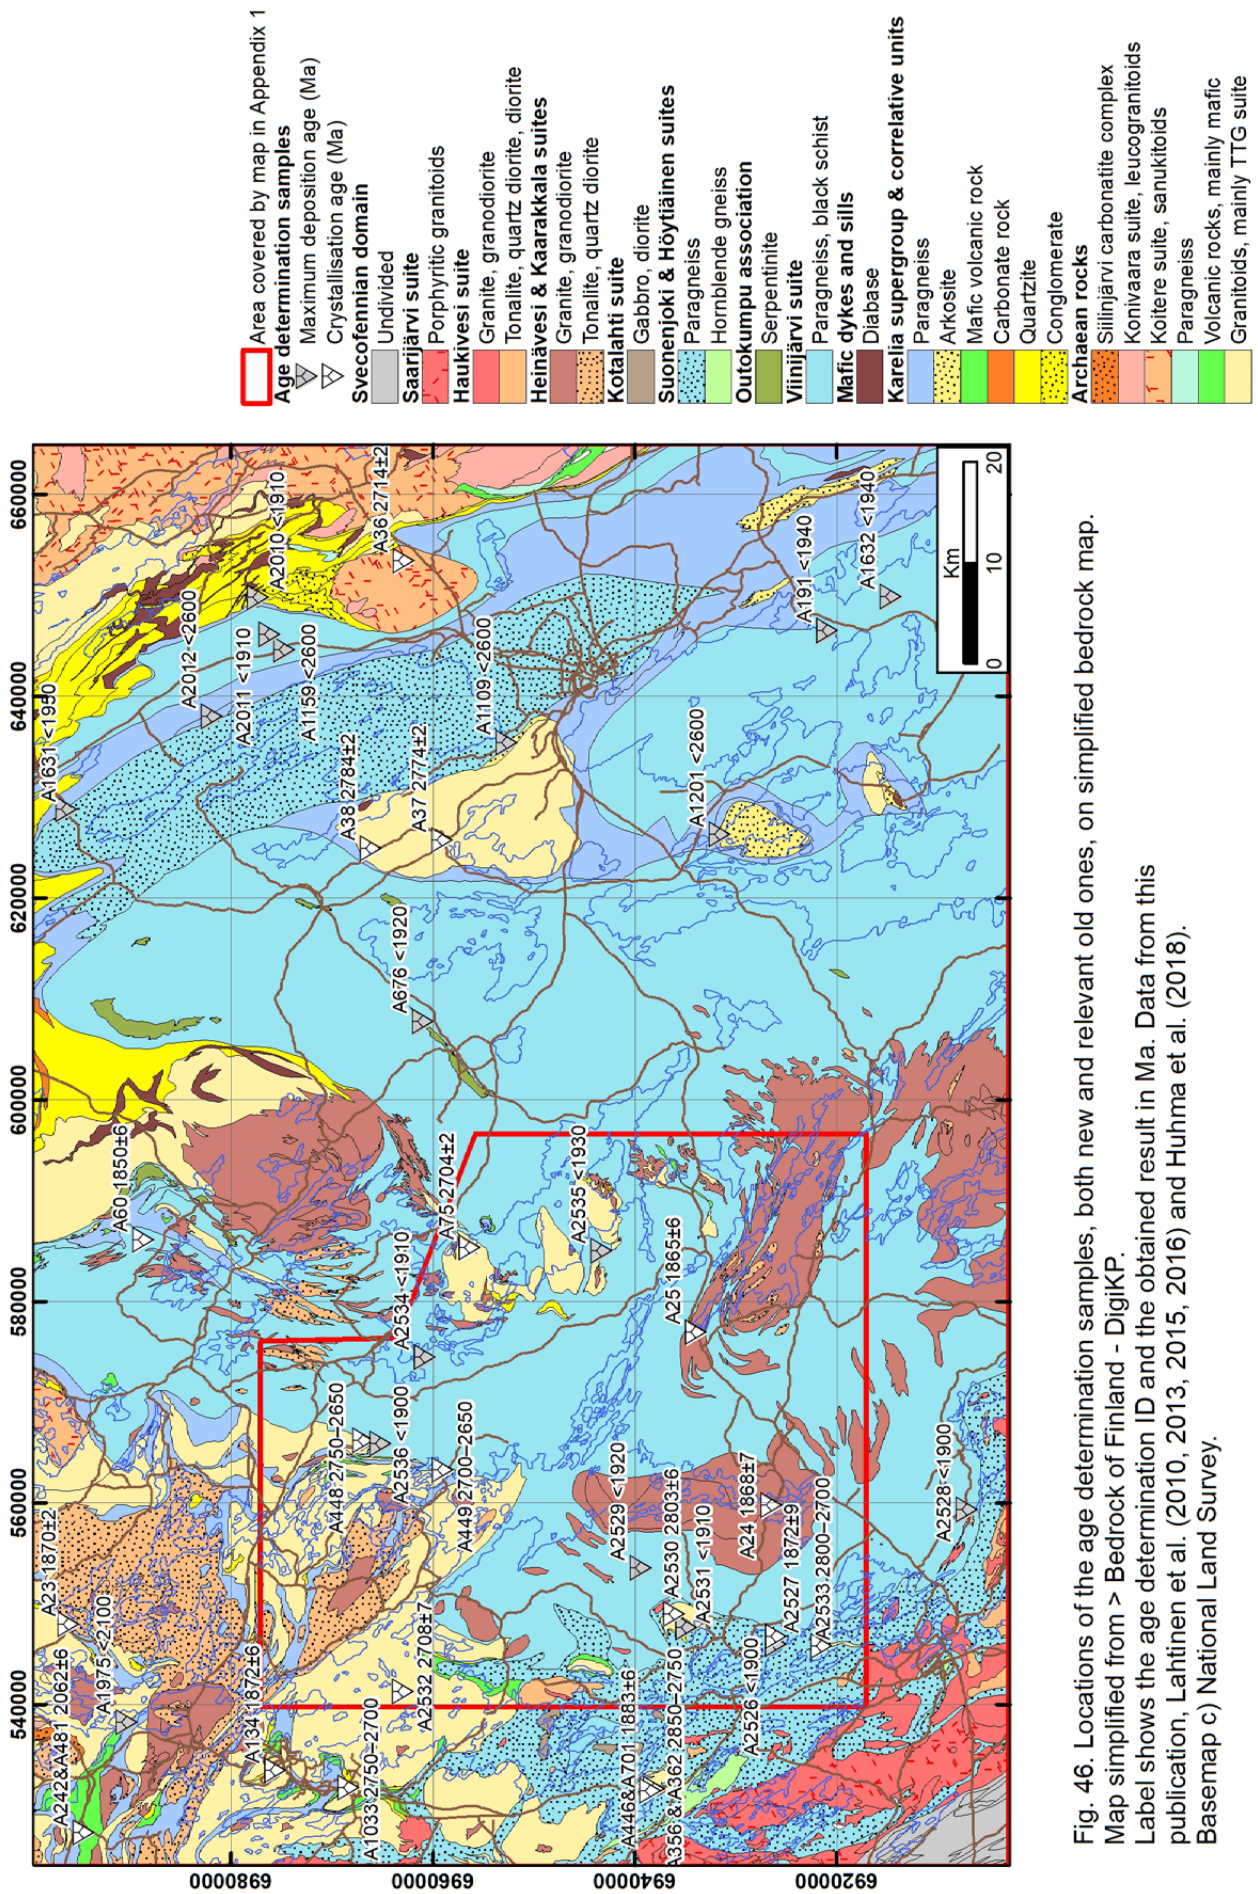 540000
560000
580000
600000
620000
640000
660000
6980000
6960000
6940000
6920000
A242&A481 2062±6
A1975 <2100
A23 1870±2
A134 1872±6
A1033 2750–2700
A2532 2708±7
A448 2750–2650
A2536 <1900
A449 2700–2650
A2534 <1910
A75 2704±2
A60 1850±6
A676 <1920
A1631 <1950
A2012 <2600
A2011 <1910
A1159 <2600
A2010 <1910
A36 2714±2
A38 2784±2
A37 2774±2
A1109 <2600
A1201 <2600
A191 <1940
A1632 <1940
A2535 <1930
A25 1865±6
A2529 <1920
A2530 2803±6
A2531 <1910
A24 1868±7
A2527 1872±9
A2533 2800–2700
A2528 <1900
A2526 <1900
A446&A701 1883±6
A356 & A362 2850–2750
Km
0 10 20
Area covered by map in Appendix 1
Age determination samples
Maximum deposition age (Ma)
Crystallisation age (Ma)
Svecofennian domain
Undivided
Saarijärvi suite
Porphyritic granitoids
Haukivesi suite
Granite, granodiorite
Tonalite, quartz diorite, diorite
Heinävesi & Kaarakkala suites
Granite, granodiorite
Tonalite, quartz diorite
Kotalahti suite
Gabbro, diorite
Suonenjoki & Höytiäinen suites
Paragneiss
Hornblende gneiss
Outokumpu association
Serpentinite
Viinijärvi suite
Paragneiss, black schist
Mafic dykes and sills
Diabase
Karelia supergroup & correlative units
Paragneiss
Arkosite
Mafic volcanic rock
Carbonate rock
Quartzite
Conglomerate
Archaean rocks
Siilinjärvi carbonatite complex
Konivaara suite, leucogranitoids
Koitere suite, sanukitoids
Paragneiss
Volcanic rocks, mainly mafic
Granitoids, mainly TTG suite
Fig. 46. Locations of the age determination samples, both new and relevant old ones, on simplified bedrock map.
Map simplified from > Bedrock of Finland - DigiKP.
Label shows the age determination ID and the obtained result in Ma. Data from this
publication, Lahtinen et al. (2010, 2013, 2015, 2016) and Huhma et al. (2018).
Basemap c) National Land Survey.